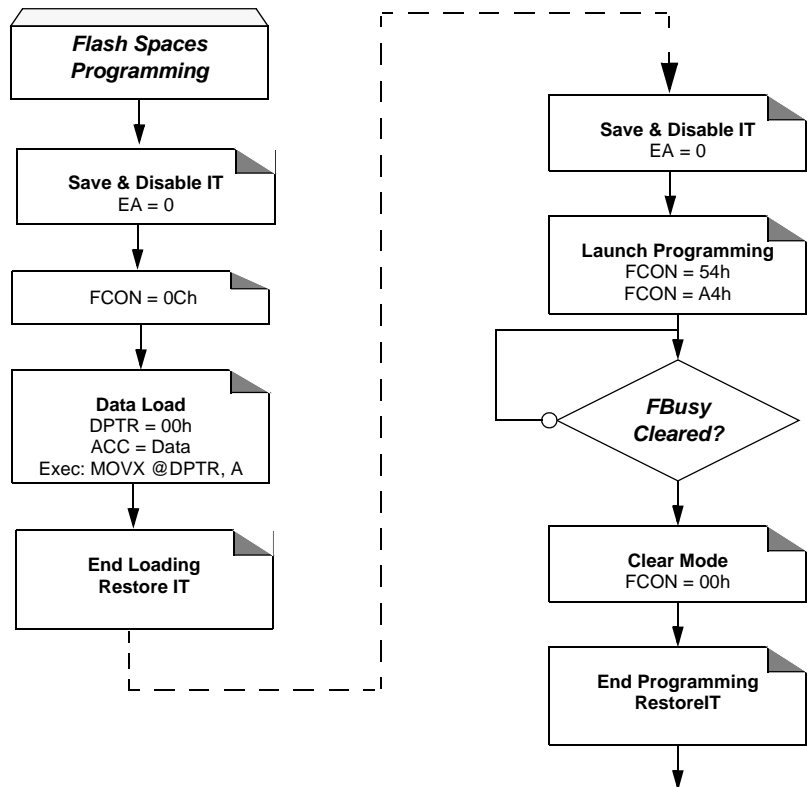 Flash Spaces
Programming
Save & Disable IT
EA = 0
FCON = 0Ch
Data Load
DPTR = 00h
ACC = Data
Exec: MOVX @DPTR, A
End Loading
Restore IT
Save & Disable IT
EA = 0
Launch Programming
FCON = 54h
FCON = A4h
FBusy
Cleared?
Clear Mode
FCON = 00h
End Programming
RestoreIT